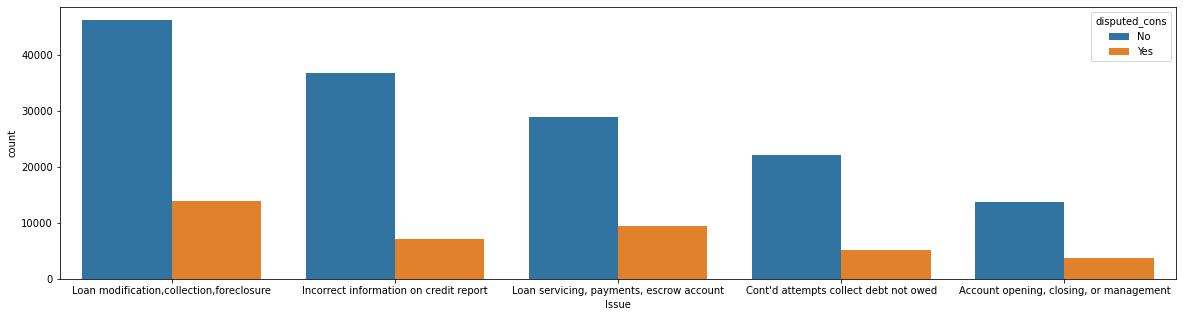 disputed_cons
No
Yes
count
40000
30000
20000
10000
0
Loan modification,collection,foreclosure
Incorrect information on credit report
Loan servicing, payments, escrow account
Cont'd attempts collect debt not owed
Account opening, closing, or management
Issue